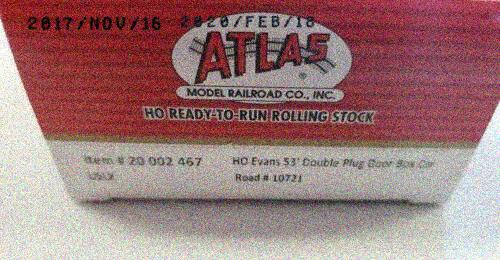 2017/NOV/16 2020/FEB/18
ATLAS
MODEL RAILROAD CO., INC.
HO READY-TO-RUN ROLLING STOCK
Item # 20 002 467
HO Evans 53' Double Plug Door Box Car
USLX
Road # 10721